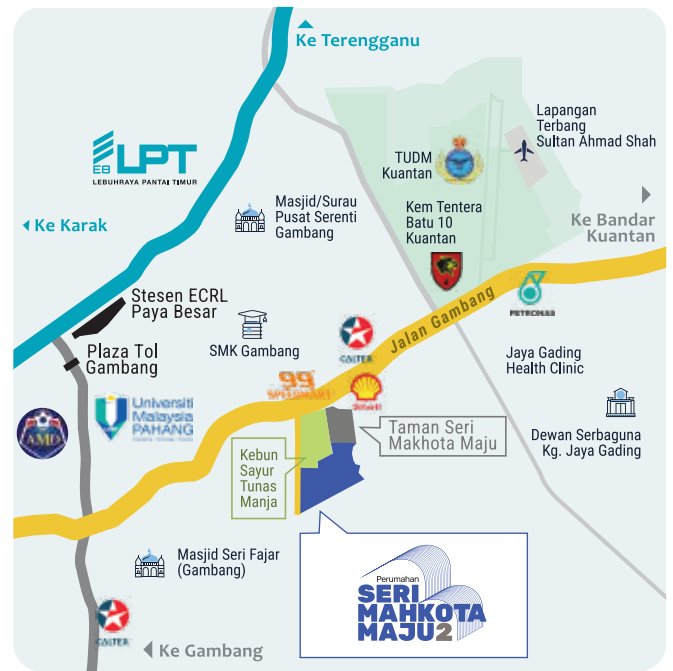 Ke Terengganu
Lapangan
Terbang
Sultan Ahmad Shah
TUDM
Kuantan
E8 LPT
LEBUHRAYA PANTAI TIMUR
Masjid/Surau
Pusat Serenti
Gambang
Kem Tentera
Batu 10
Kuantan
Ke Bandar
Kuantan
Ke Karak
Stesen ECRL
Paya Besar
Jalan Gambang
PETRONAS
Plaza Tol
Gambang
SMK Gambang
CALTEX
Jaya Gading
Health Clinic
99
SPEEDMART
Shell
Universiti
Malaysia
PAHANG
AMD
Taman Seri
Makhota Maju
Dewan Serbaguna
Kg. Jaya Gading
Kebun
Sayur
Tunas
Manja
Masjid Seri Fajar
(Gambang)
Perumahan
SERI
MAHKOTA
MAJU2
CALTEX
Ke Gambang